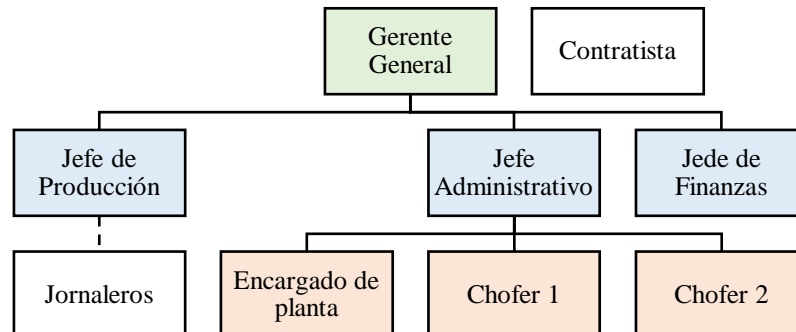 Gerente
General
Contratista
Jefe de
Producción
Jefe
Administrativo
Jede de
Finanzas
Jornaleros
Encargado de
planta
Chofer 1
Chofer 2